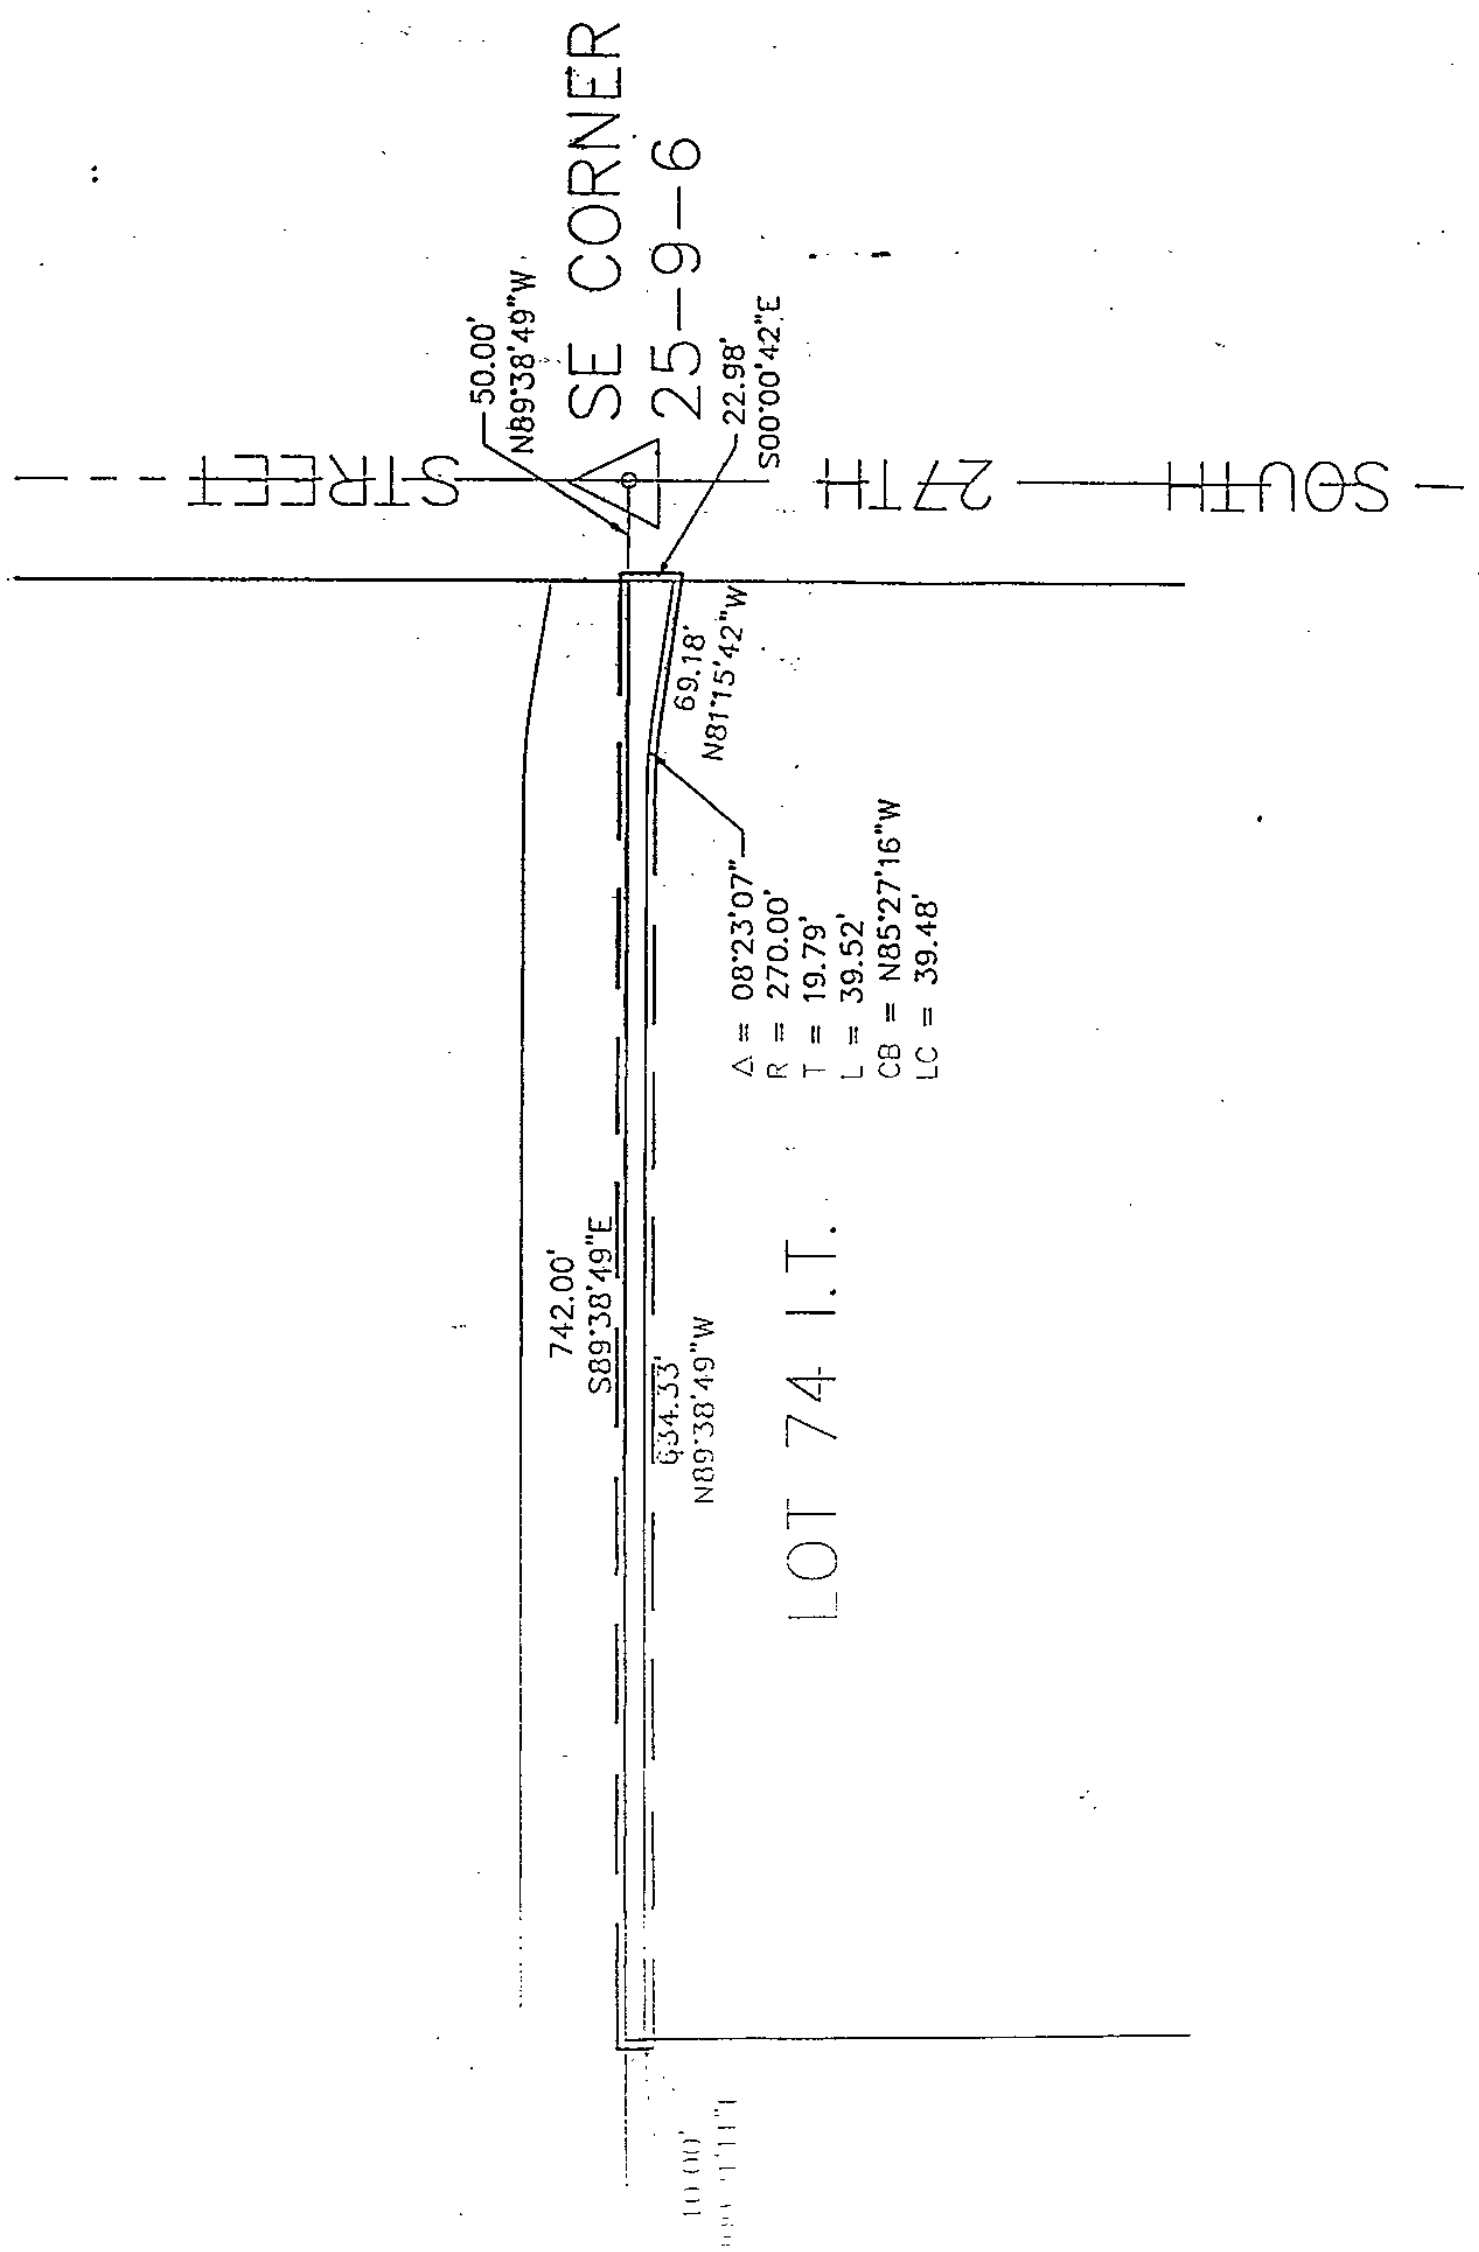 SOUTH 27TH STREET
50.00'
N89°38'49"W
SE CORNER
25-9-6
22.98'
S00°00'42"E
69.18'
N81°15'42"W
Δ = 08°23'07"
R = 270.00'
T = 19.79'
L = 39.52'
CB = N85°27'16"W
LC = 39.48'
742.00'
S89°38'49"E
634.33'
N89°38'49"W
LOT 74 I.T.
10.00'